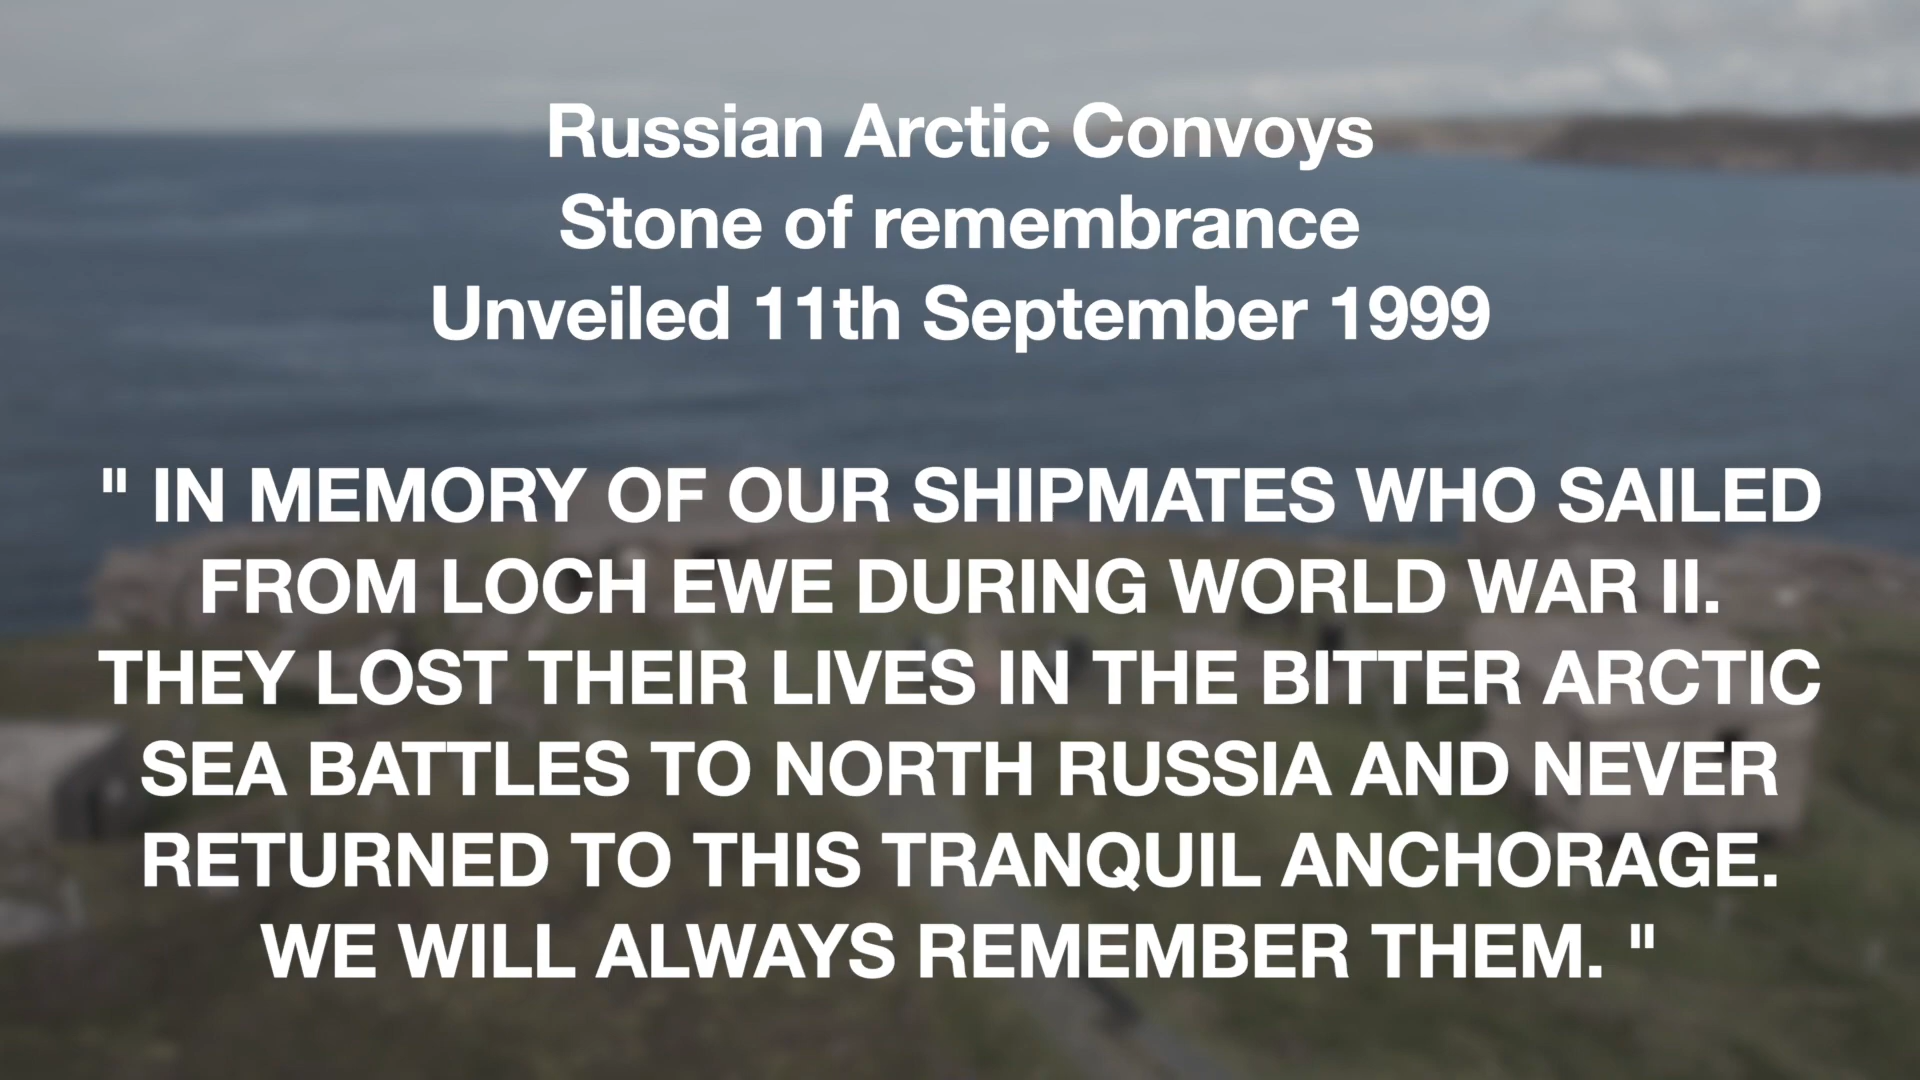 Russian Arctic Convoys
Stone of remembrance
Unveiled 11th September 1999
" IN MEMORY OF OUR SHIPMATES WHO SAILED
FROM LOCH EWE DURING WORLD WAR II.
THEY LOST THEIR LIVES IN THE BITTER ARCTIC
SEA BATTLES TO NORTH RUSSIA AND NEVER
RETURNED TO THIS TRANQUIL ANCHORAGE.
WE WILL ALWAYS REMEMBER THEM. "